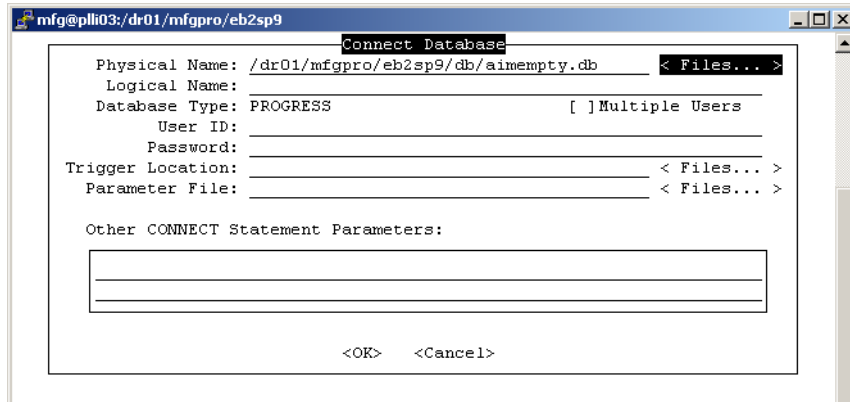 mfg@plli03:/dr01/mfgpro/eb2sp9
Connect Database
Physical Name: /dr01/mfgpro/eb2sp9/db/aimempty.db < Files... >
Logical Name:
Database Type: PROGRESS [ ]Multiple Users
User ID:
Password:
Trigger Location: < Files... >
Parameter File: < Files... >
Other CONNECT Statement Parameters:
<OK> <Cancel>